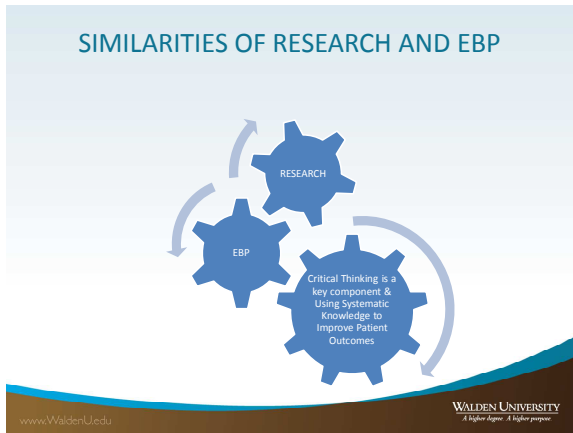 SIMILARITIES OF RESEARCH AND EBP
RESEARCH
EBP
Critical Thinking is a
key component &
Using Systematic
Knowledge to
Improve Patient
Outcomes
www.WaldenU.edu
WALDEN UNIVERSITY
A higher degree. A higher purpose.